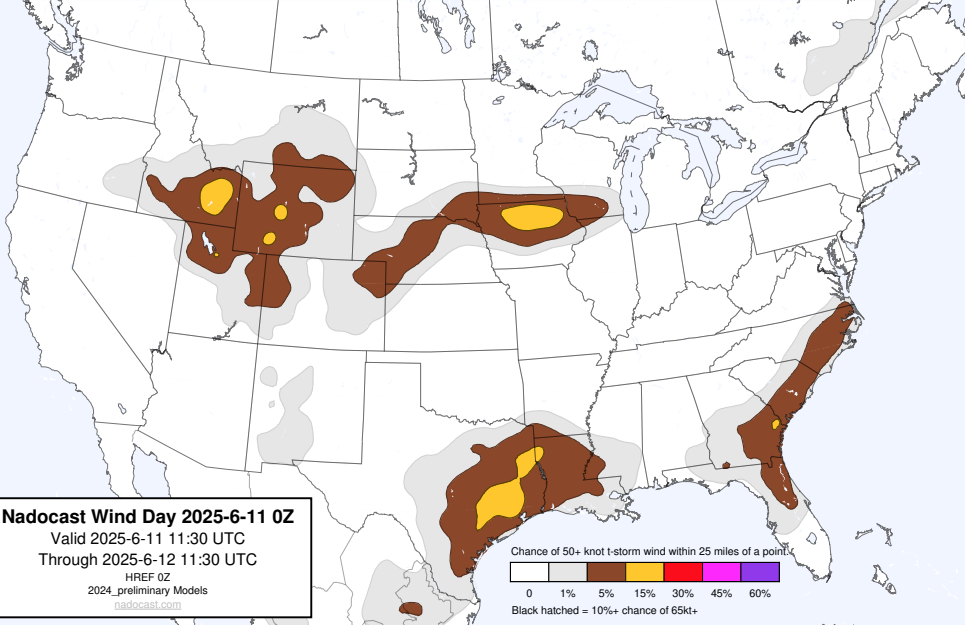 Nadocast Wind Day 2025-6-11 0Z
Valid 2025-6-11 11:30 UTC
Through 2025-6-12 11:30 UTC
HREF 0Z
2024_preliminary Models
nadocast.com
Chance of 50+ knot t-storm wind within 25 miles of a point.
0 1% 5% 15% 30% 45% 60%
Black hatched = 10%+ chance of 65kt+